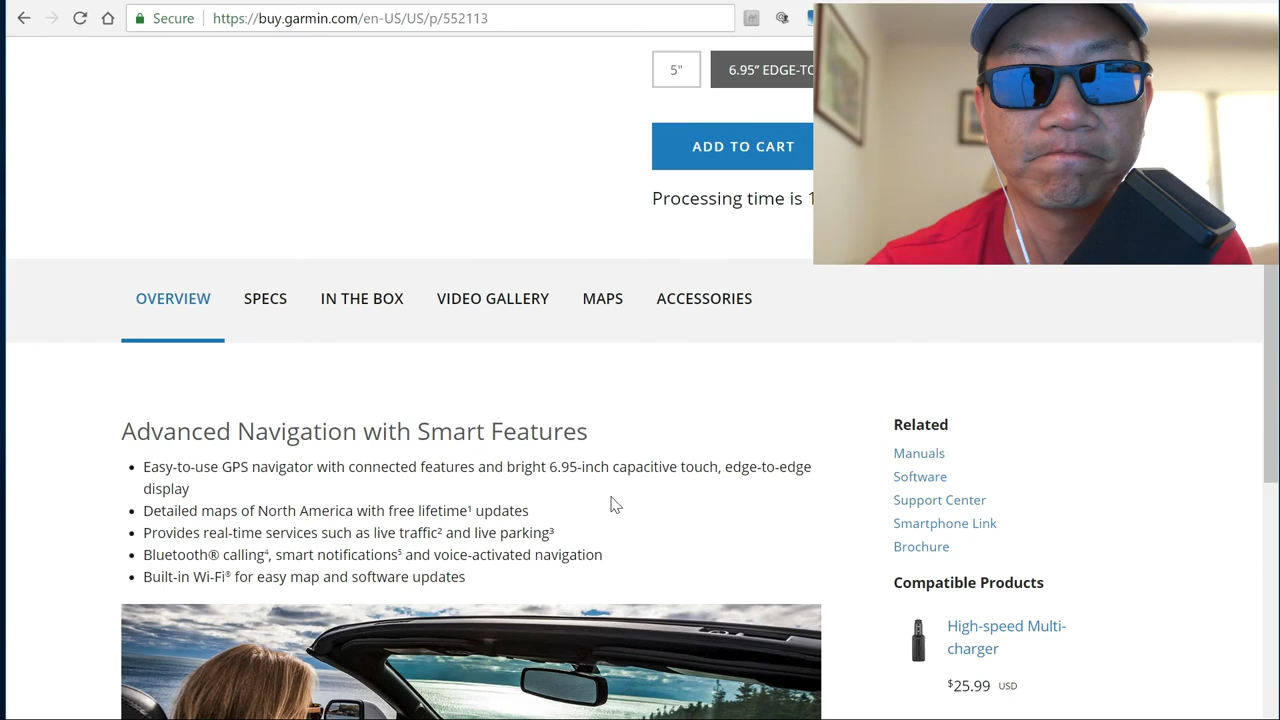 Secure https://buy.garmin.com/en-US/US/p/552113
5" 6.95” EDGE-TO
ADD TO CART
Processing time is 1
OVERVIEW SPECS IN THE BOX VIDEO GALLERY MAPS ACCESSORIES
Advanced Navigation with Smart Features
Easy-to-use GPS navigator with connected features and bright 6.95-inch capacitive touch, edge-to-edge
display
Detailed maps of North America with free lifetime¹ updates
Provides real-time services such as live traffic² and live parking³
Bluetooth® calling⁴, smart notifications⁵ and voice-activated navigation
Built-in Wi-Fi® for easy map and software updates
Related
Manuals
Software
Support Center
Smartphone Link
Brochure
Compatible Products
High-speed Multi-
charger
$25.99 USD